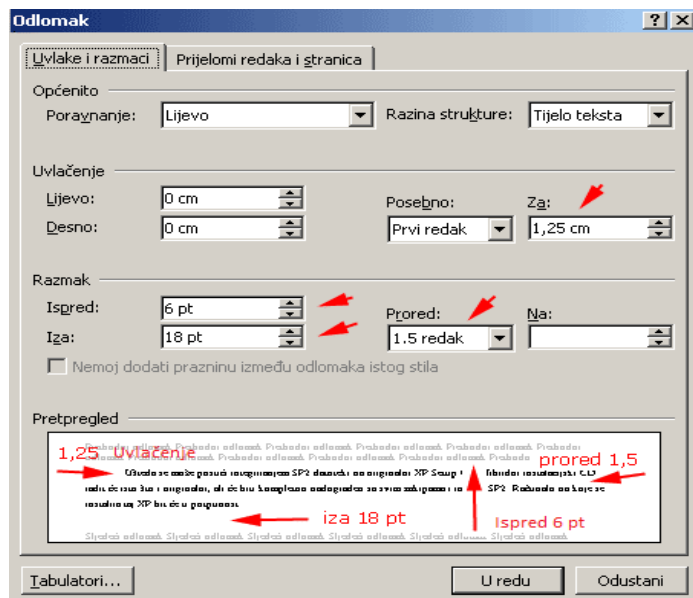 Odlomak
Uvlake i razmaci Prijelomi redaka i stranica
Općenito
Poravnanje: Lijevo Razina strukture: Tijelo teksta
Uvlačenje
Lijevo: 0 cm Posebno: Za:
Desno: 0 cm Prvi redak 1,25 cm
Razmak
Ispred: 6 pt Prored: Na:
Iza: 18 pt 1.5 redak
Nemoj dodati prazninu između odlomaka istog stila
Pretpregled
1,25 Uvlačenje
prored 1,5
iza 18 pt
Ispred 6 pt
Tabulatori... U redu Odustani